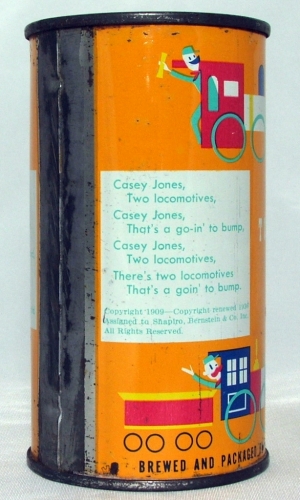 Casey Jones,
Two locomotives,
Casey Jones,
That's a go-in' to bump,
Casey Jones,
Two locomotives,
There's two locomotives
That's a goin' to bump.
Copyright 1909—Copyright renewed
Assigned to Shapiro, Bernstein & Co.
All Rights Reserved.
T
BREWED AND PACKAGED